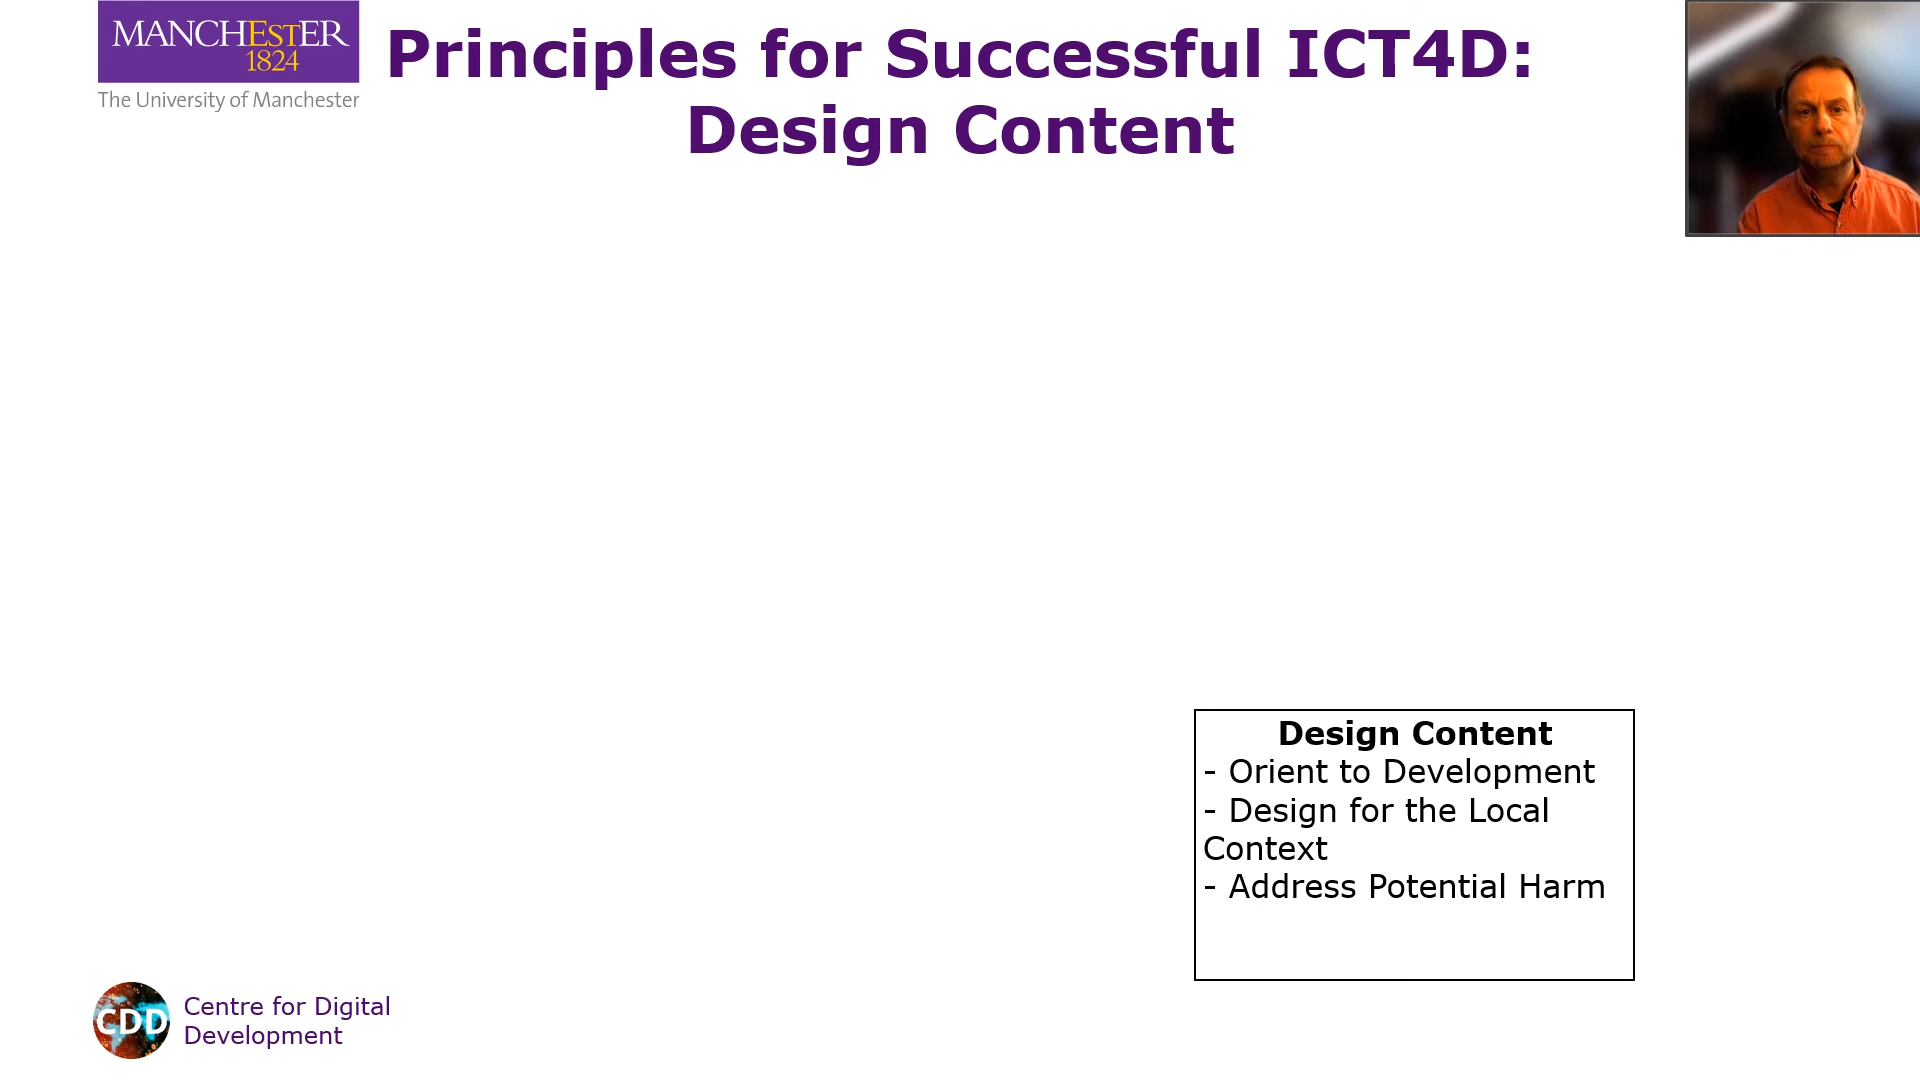 MANCHESTER
1824
The University of Manchester
Principles for Successful ICT4D:
Design Content
Design Content
- Orient to Development
- Design for the Local
Context
- Address Potential Harm
CDD
Centre for Digital
Development